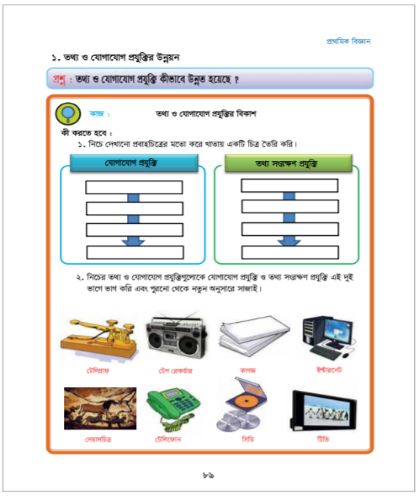 প্রাথমিক বিজ্ঞান
১. তথ্য ও যোগাযোগ প্রযুক্তির উন্নয়ন
প্রশ্ন : তথ্য ও যোগাযোগ প্রযুক্তি কীভাবে উন্নত হয়েছে ?
কাজ : তথ্য ও যোগাযোগ প্রযুক্তির বিকাশ
কী করতে হবে :
১. নিচে দেখানো প্রবাহচিত্রের মতো করে খাতায় একটি চিত্র তৈরি করি।
যোগাযোগ প্রযুক্তি তথ্য সংরক্ষণ প্রযুক্তি
২. নিচের তথ্য ও যোগাযোগ প্রযুক্তিগুলোকে যোগাযোগ প্রযুক্তি ও তথ্য সংরক্ষণ প্রযুক্তি এই দুই
ভাগে ভাগ করি এবং পুরনো থেকে নতুন অনুসারে সাজাই।
টেলিগ্রাফ টেপ রেকর্ডার কাগজ ইন্টারনেট
দেয়ালচিত্র টেলিফোন সিডি টিভি
৮৯